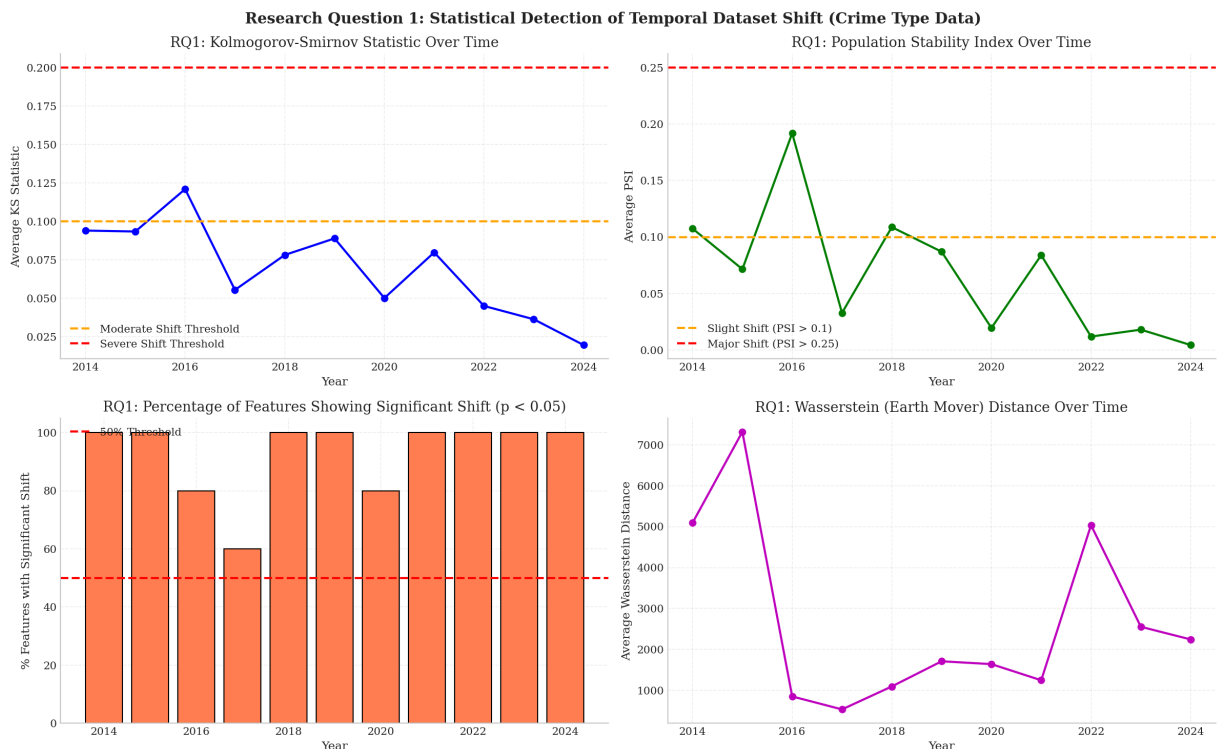 Research Question 1: Statistical Detection of Temporal Dataset Shift (Crime Type Data)
RQ1: Kolmogorov-Smirnov Statistic Over Time
0.200
0.175
0.150
0.125
0.100
0.075
0.050
0.025
Average KS Statistic
Moderate Shift Threshold
Severe Shift Threshold
2014 2016 2018 2020 2022 2024
Year
RQ1: Population Stability Index Over Time
0.25
0.20
0.15
0.10
0.05
0.00
Average PSI
Slight Shift (PSI > 0.1)
Major Shift (PSI > 0.25)
2014 2016 2018 2020 2022 2024
Year
RQ1: Percentage of Features Showing Significant Shift (p < 0.05)
100
80
60
40
20
0
% Features with Significant Shift
50% Threshold
2014 2016 2018 2020 2022 2024
Year
RQ1: Wasserstein (Earth Mover) Distance Over Time
7000
6000
5000
4000
3000
2000
1000
Average Wasserstein Distance
2014 2016 2018 2020 2022 2024
Year